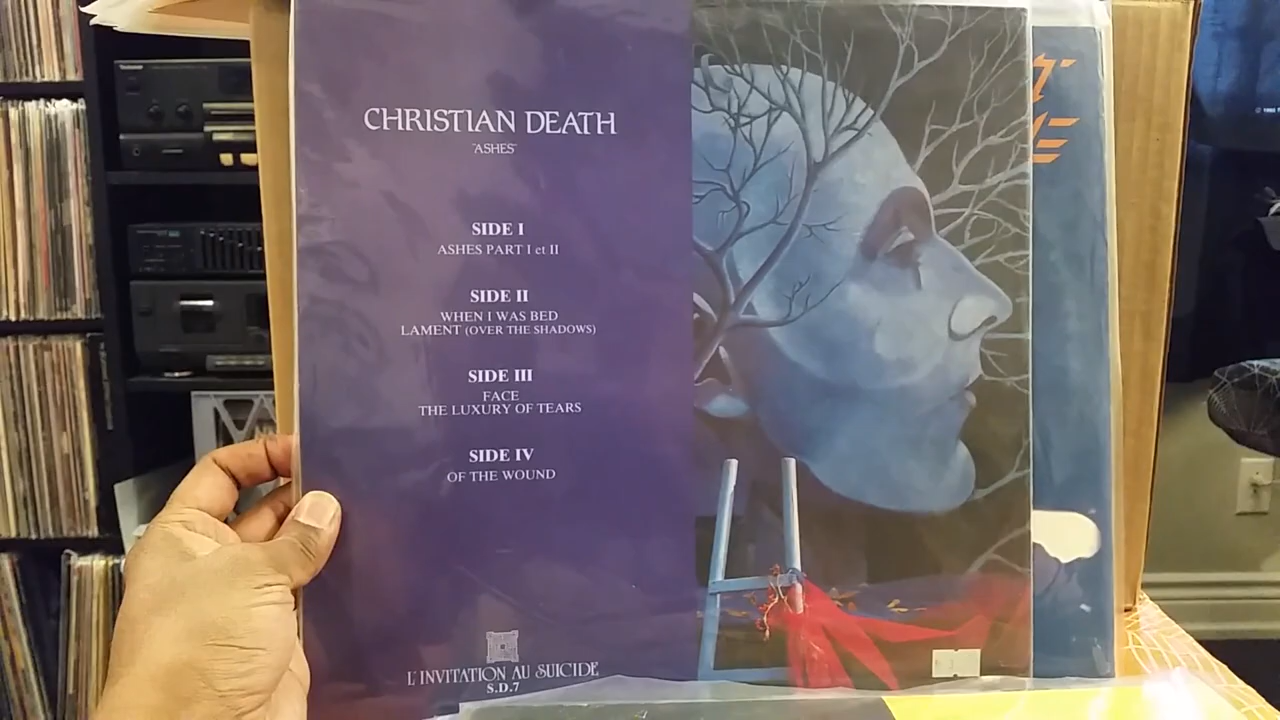 CHRISTIAN DEATH
"ASHES"
SIDE I
ASHES PART I et II
SIDE II
WHEN I WAS BED
LAMENT (OVER THE SHADOWS)
SIDE III
FACE
THE LUXURY OF TEARS
SIDE IV
OF THE WOUND
L'INVITATION AU SUICIDE
S.D.7